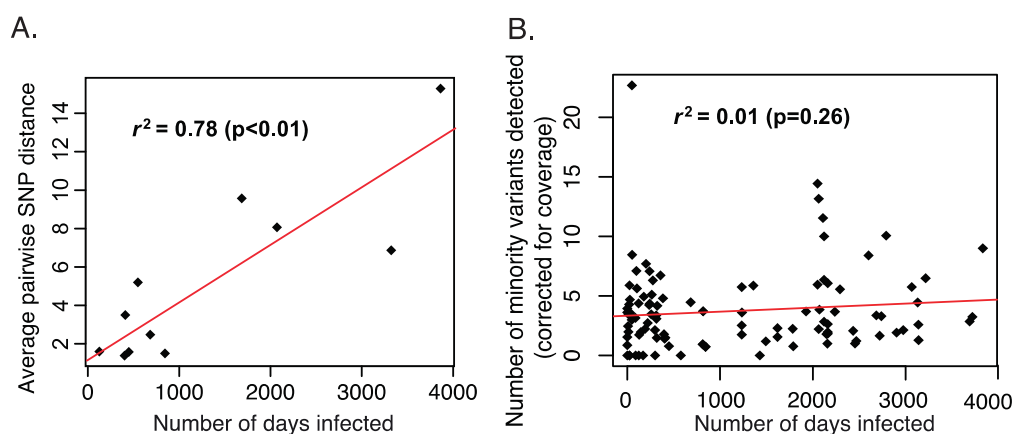 A.
r² = 0.78 (p<0.01)
Average pairwise SNP distance
14
12
10
8
6
4
2
0
1000
2000
3000
4000
Number of days infected
B.
r² = 0.01 (p=0.26)
Number of minority variants detected
(corrected for coverage)
20
15
10
5
0
0
1000
2000
3000
4000
Number of days infected